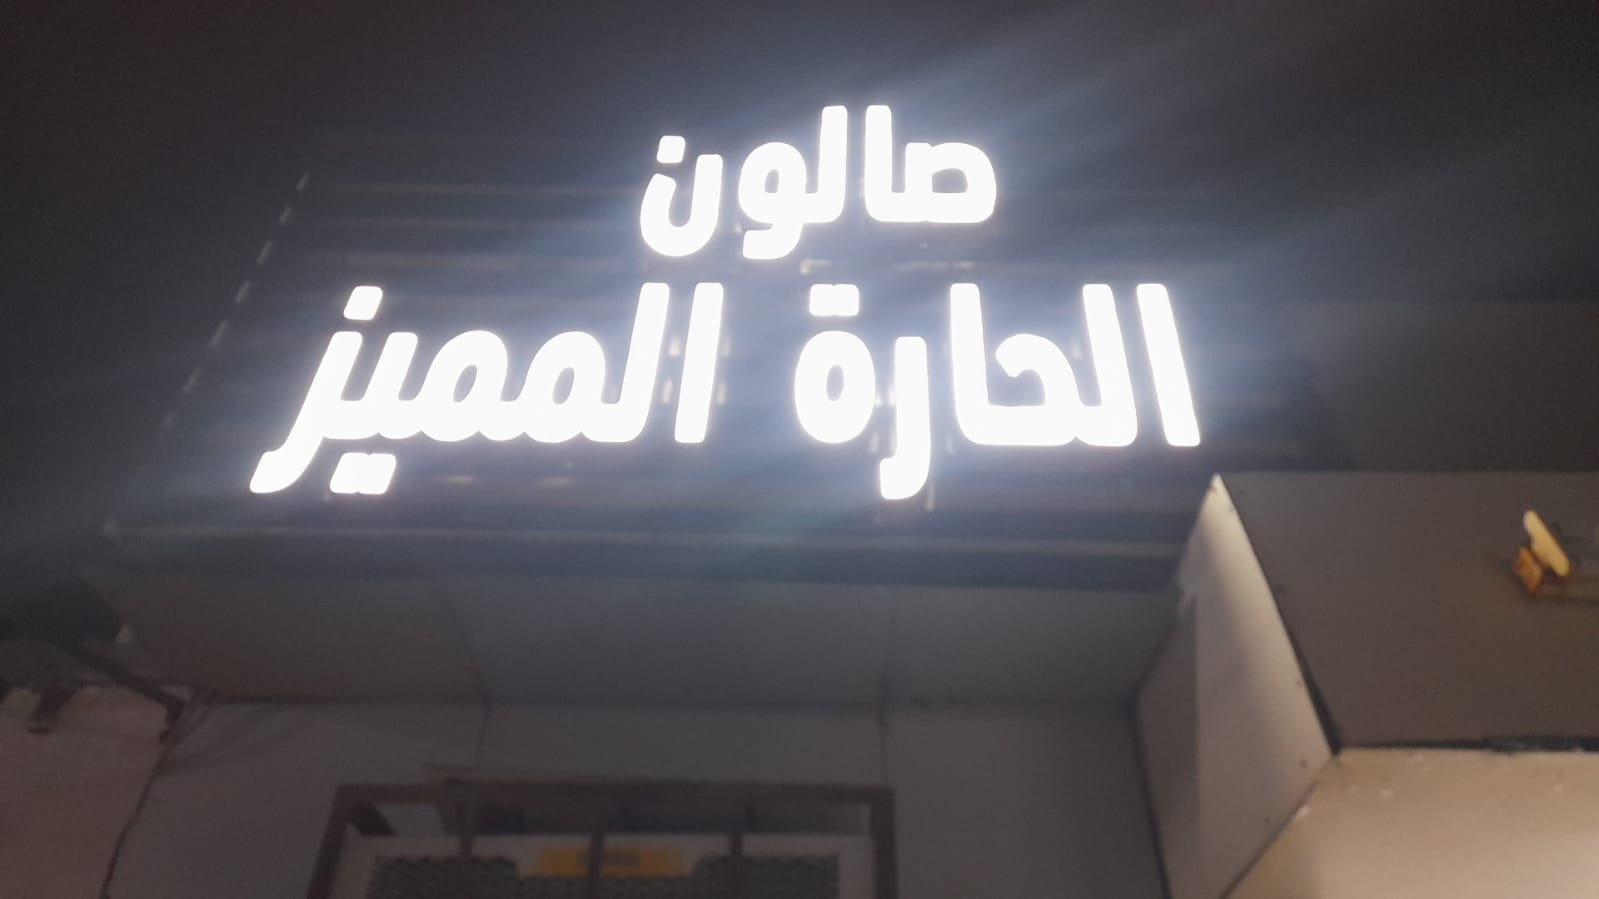 صالون
الحارة المميز